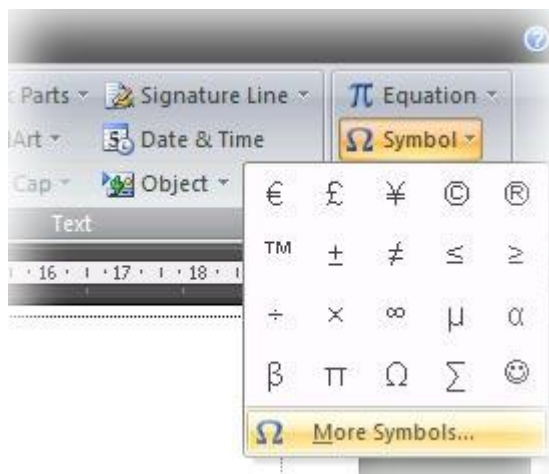 Parts Signature Line π Equation
Art Date & Time Ω Symbol
Cap Object
Text
16 17 18
€ £ ¥ © ®
™ ± ≠ ≤ ≥
÷ × ∞ µ α
β π Ω ∑ ☺
Ω More Symbols...